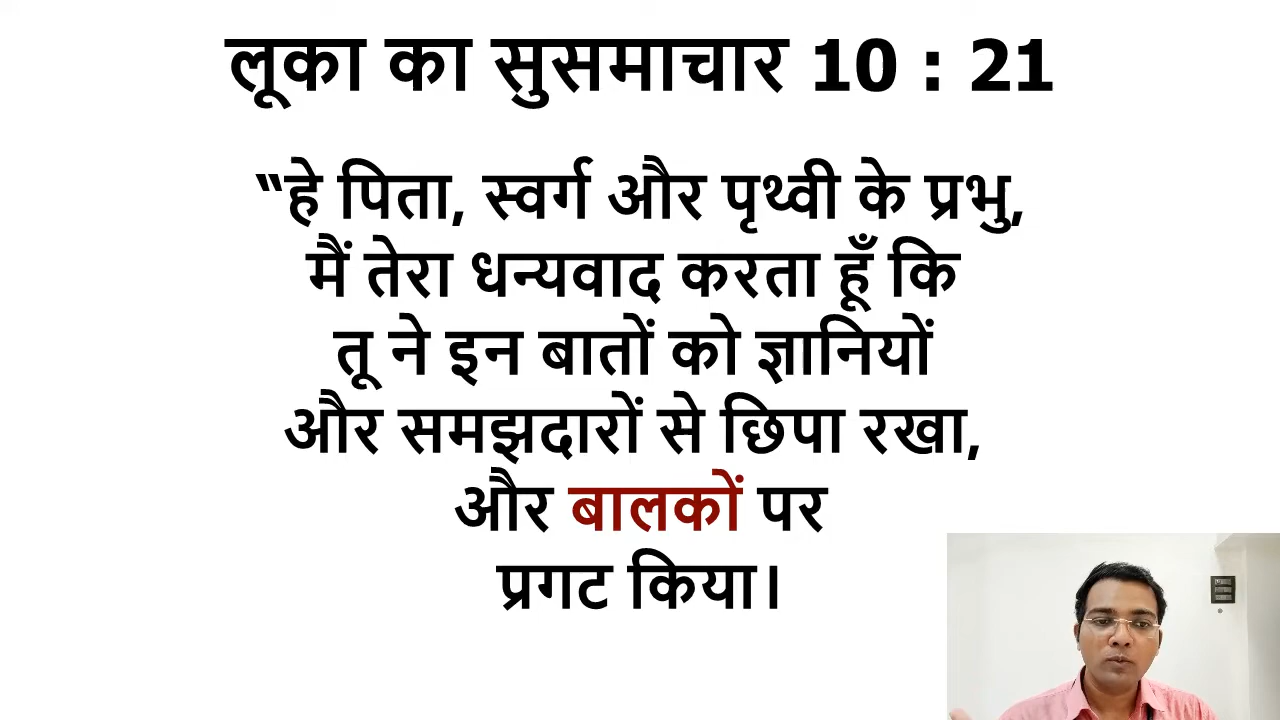 लूका का सुसमाचार 10 : 21
“हे पिता, स्वर्ग और पृथ्वी के प्रभु,
मैं तेरा धन्यवाद करता हूँ कि
तू ने इन बातों को ज्ञानियों
और समझदारों से छिपा रखा,
और बालकों पर
प्रगट किया।